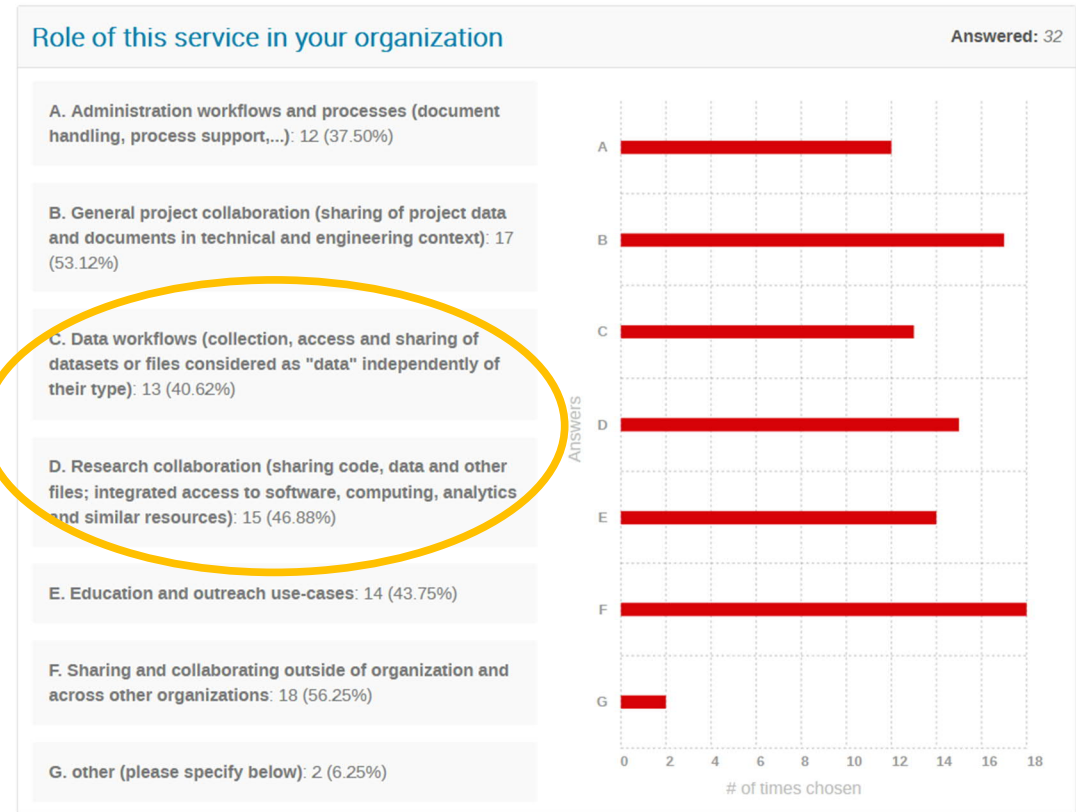 Role of this service in your organization
Answered: 32
A. Administration workflows and processes (document
handling, process support,...): 12 (37.50%)
B. General project collaboration (sharing of project data
and documents in technical and engineering context): 17
(53.12%)
C. Data workflows (collection, access and sharing of
datasets or files considered as "data" independently of
their type): 13 (40.62%)
D. Research collaboration (sharing code, data and other
files; integrated access to software, computing, analytics
and similar resources): 15 (46.88%)
E. Education and outreach use-cases: 14 (43.75%)
F. Sharing and collaborating outside of organization and
across other organizations: 18 (56.25%)
G. other (please specify below): 2 (6.25%)
Answers
A
B
C
D
E
F
G
0 2 4 6 8 10 12 14 16 18
# of times chosen